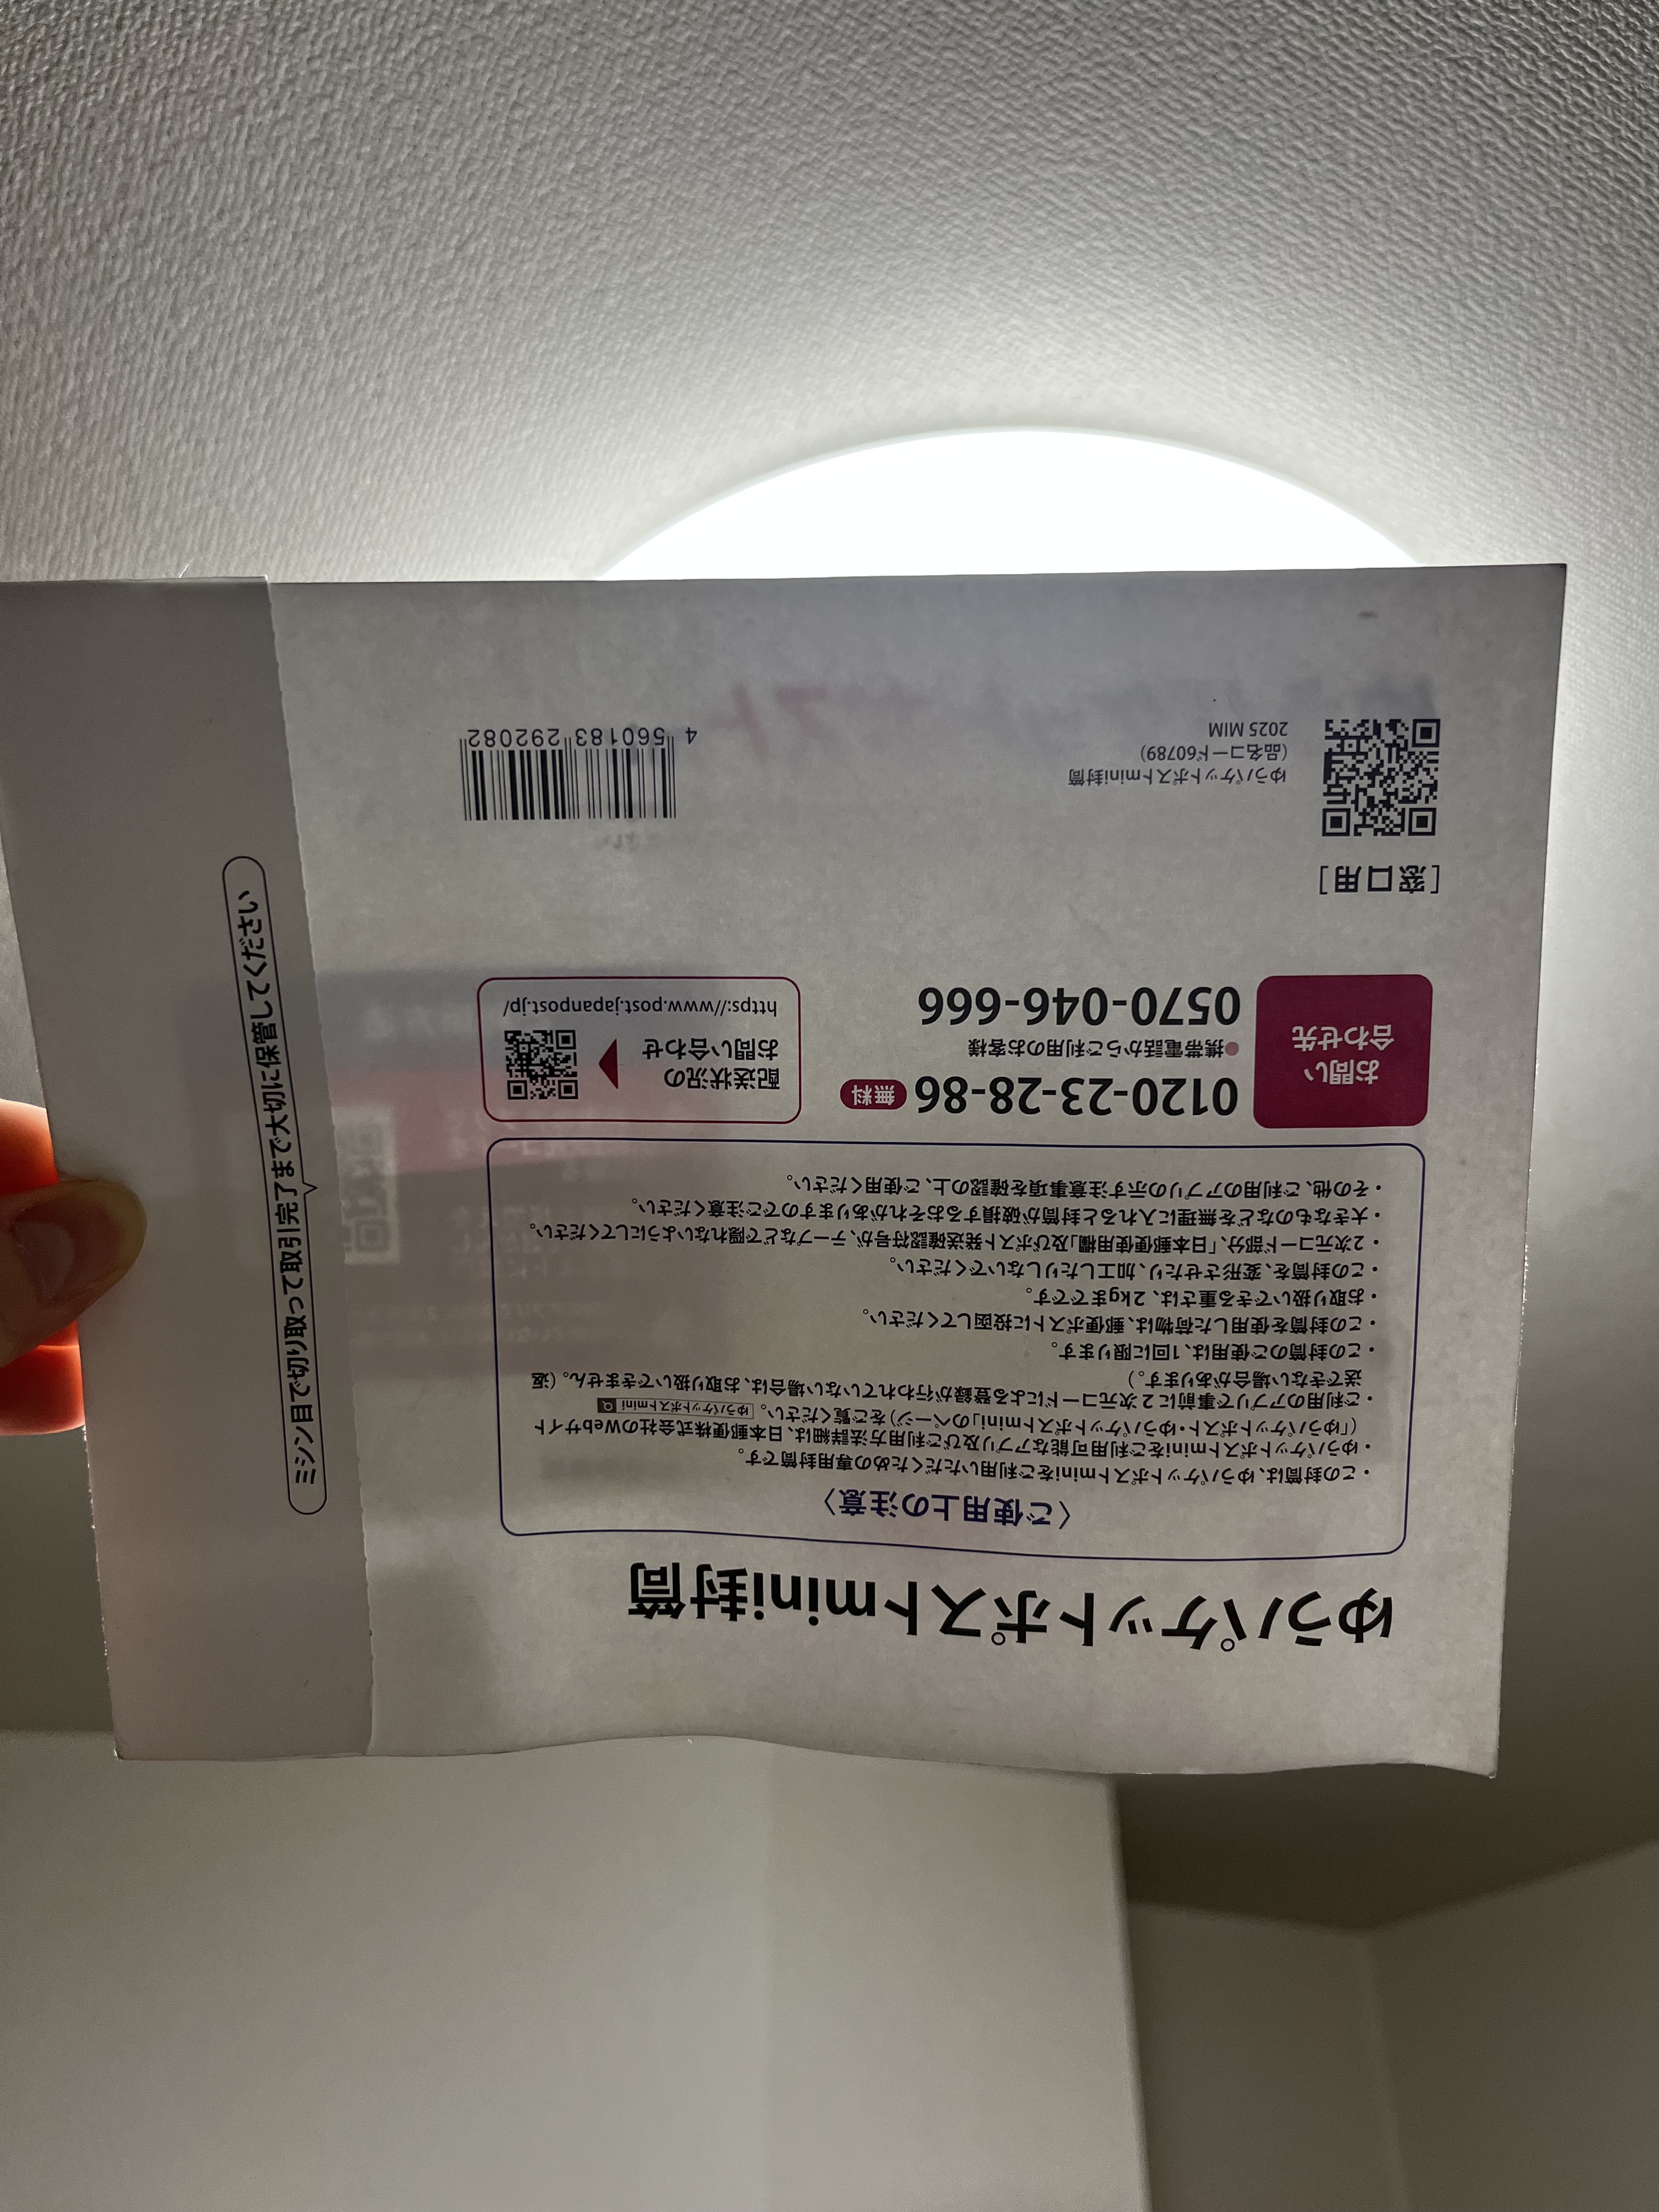 ゆうパケットポストmini封筒
〈ご使用上の注意〉
・この封筒は、ゆうパケットポストminiをご利用いただくための専用封筒です。
・ゆうパケットポストminiをご利用可能なアプリ及びご利用方法詳細は、日本郵便株式会社のWebサイト
（「ゆうパケットポスト・ゆうパケットポストmini」のページ）をご覧ください。 ゆうパケットポストmini
・ご利用のアプリで事前に２次元コードによる登録が行われていない場合は、お取り扱いできません。（返
送できない場合があります。）
・この封筒のご使用は、1回に限ります。
・この封筒を使用した荷物は、郵便ポストに投函してください。
・お取り扱いできる重さは、2kgまでです。
・この封筒を、変形させたり、加工したりしないでください。
・2次元コード部分、「日本郵便使用欄」及びポスト発送確認符号が、テープなどで隠れないようにしてください。
・大きなものなどを無理に入れると封筒が破損するおそれがありますのでご注意ください。
・その他、ご利用のアプリの示す注意事項を確認の上、ご使用ください。
お問い
合わせ先
0120-23-28-86 無料
●携帯電話からご利用のお客様
0570-046-666
配送状況の
お問い合わせ
https://www.post.japanpost.jp/
［窓口用］
ゆうパケットポストmini封筒
（品名コード60789）
2025 MIM
4 560183 292082
ミシン目で切り取って取引完了まで大切に保管してください